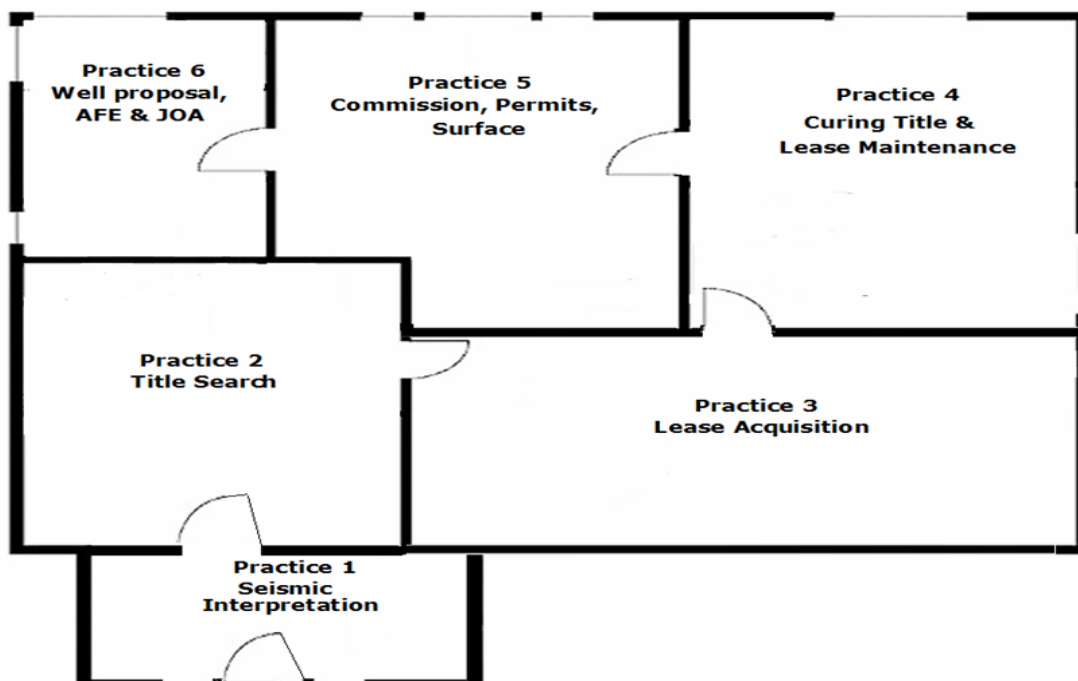 Practice 6
Well proposal,
AFE & JOA
Practice 5
Commission, Permits,
Surface
Practice 4
Curing Title &
Lease Maintenance
Practice 2
Title Search
Practice 3
Lease Acquisition
Practice 1
Seismic
Interpretation